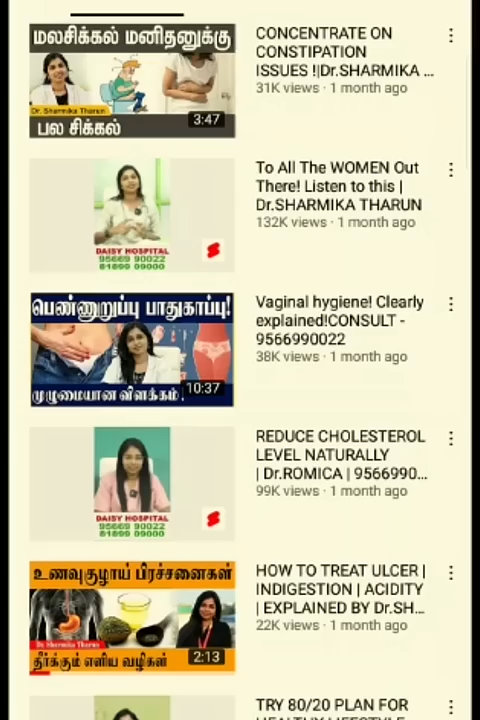 மலசிக்கல் மனிதனுக்கு
Dr. Sharmika Tharun
பல சிக்கல்
3:47
CONCENTRATE ON
CONSTIPATION
ISSUES !|Dr.SHARMIKA ...
31K views · 1 month ago
DAISY HOSPITAL
95669 90022
81899 09000
To All The WOMEN Out
There! Listen to this |
Dr.SHARMIKA THARUN
132K views · 1 month ago
பெண்ணுறுப்பு பாதுகாப்பு!
முழுமையான விளக்கம்
10:37
Vaginal hygiene! Clearly
explained!CONSULT -
9566990022
38K views · 1 month ago
DAISY HOSPITAL
95669 90022
81899 09000
REDUCE CHOLESTEROL
LEVEL NATURALLY
| Dr.ROMICA | 9566990...
99K views · 1 month ago
உணவுகுழாய் பிரச்சனைகள்
Dr. Sharmika Tharun
தீர்க்கும் எளிய வழிகள்
2:13
HOW TO TREAT ULCER |
INDIGESTION | ACIDITY
| EXPLAINED BY Dr.SH...
22K views · 1 month ago
TRY 80/20 PLAN FOR
HEALTHY LIFESTYLE